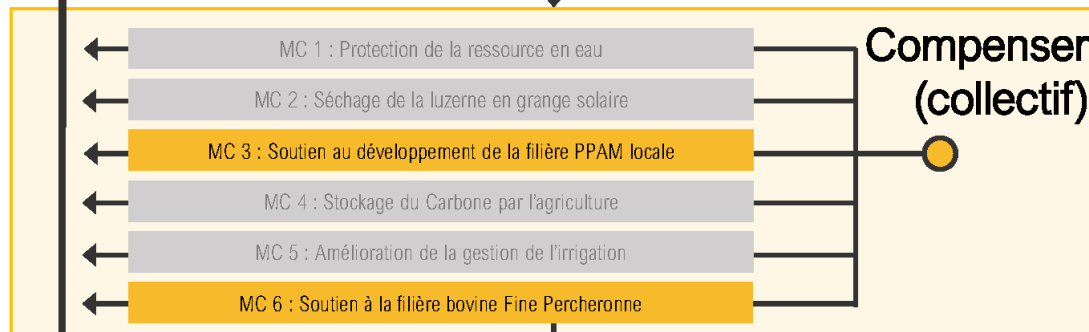 MC 1 : Protection de la ressource en eau
MC 2 : Séchage de la luzerne en grange solaire
MC 3 : Soutien au développement de la filière PPAM locale
MC 4 : Stockage du Carbone par l'agriculture
MC 5 : Amélioration de la gestion de l'irrigation
MC 6 : Soutien à la filière bovine Fine Percheronne
Compenser
(collectif)